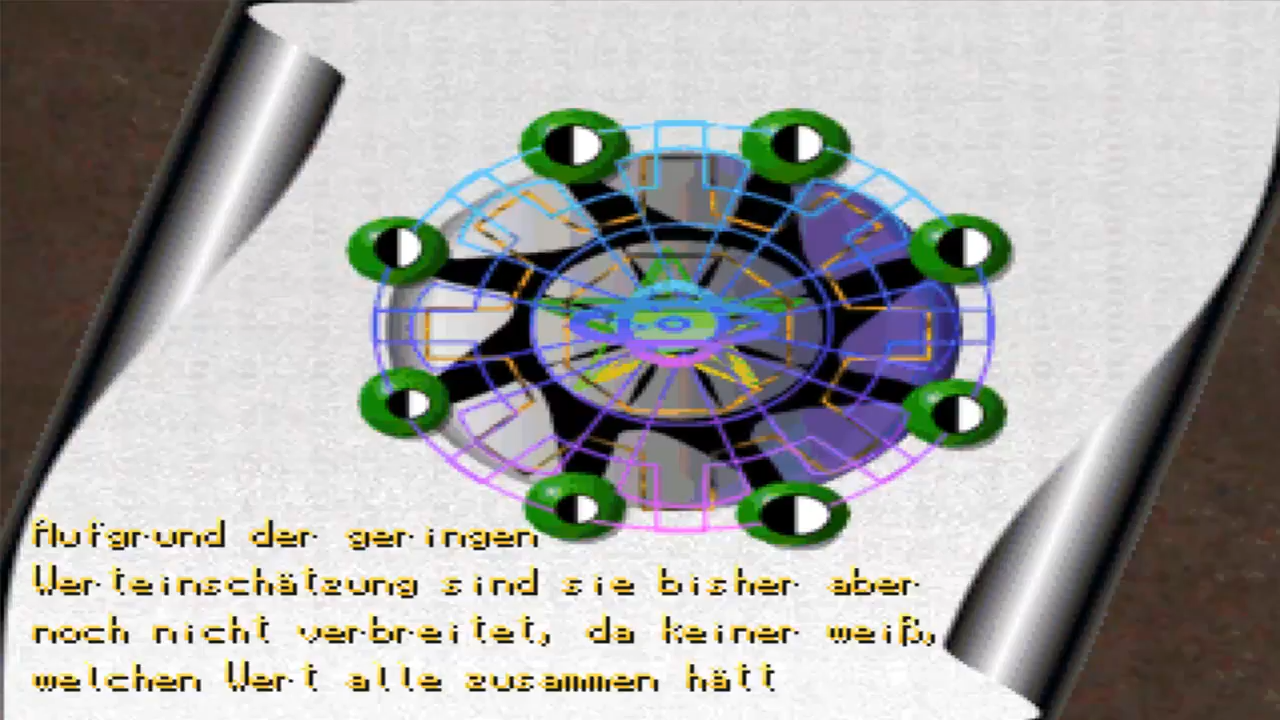 Aufgrund der geringen
Werteinschätzung sind sie bisher aber
noch nicht verbreitet, da keiner weiß,
welchen Wert alle zusammen hätt